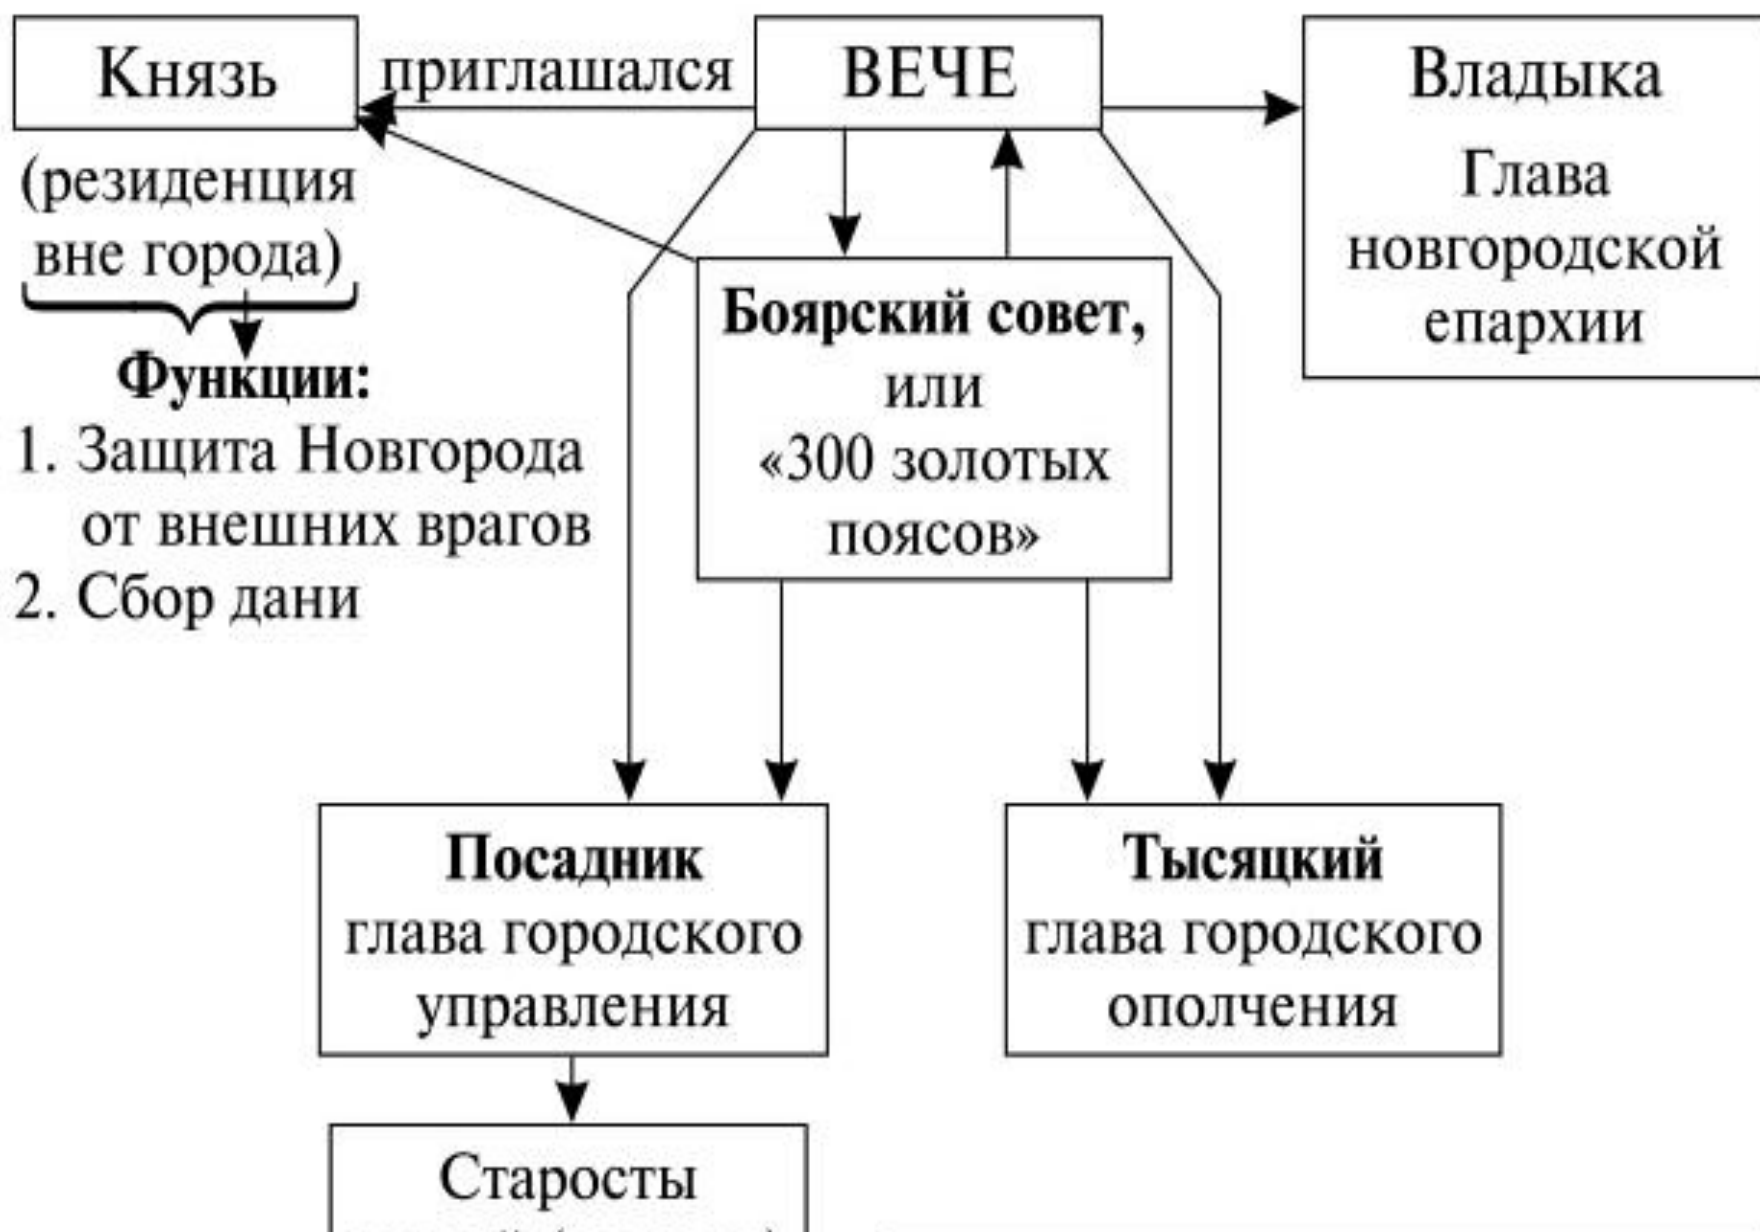 Князь
приглашался
ВЕЧЕ
Владыка
Глава
новгородской
епархии
(резиденция
вне города)
Функции:
1. Защита Новгорода
от внешних врагов
2. Сбор дани
Боярский совет,
или
«300 золотых
поясов»
Посадник
глава городского
управления
Тысяцкий
глава городского
ополчения
Старосты